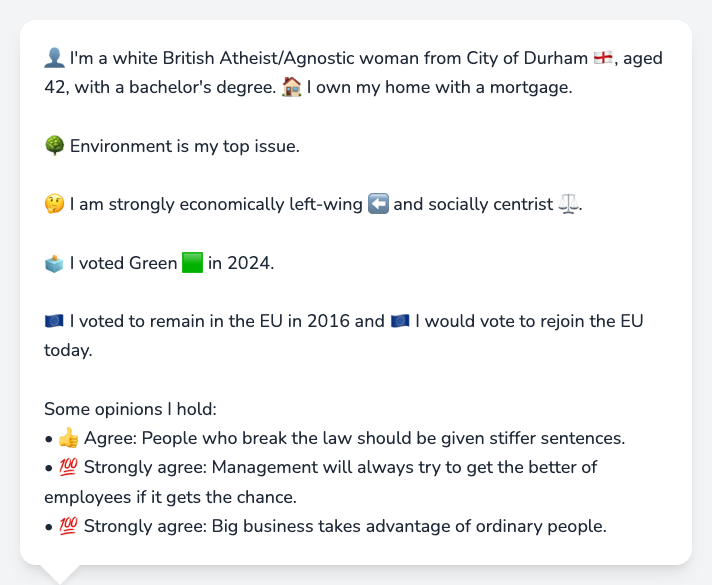 👤 I'm a white British Atheist/Agnostic woman from City of Durham 🏴󠁧󠁢󠁥󠁮󠁧󠁿, aged
42, with a bachelor's degree. 🏠 I own my home with a mortgage.
🌳 Environment is my top issue.
🤔 I am strongly economically left-wing ⬅️ and socially centrist ⚖️.
🗳️ I voted Green 🟩 in 2024.
🇪🇺 I voted to remain in the EU in 2016 and 🇪🇺 I would vote to rejoin the EU
today.
Some opinions I hold:
• 👍 Agree: People who break the law should be given stiffer sentences.
• 💯 Strongly agree: Management will always try to get the better of
employees if it gets the chance.
• 💯 Strongly agree: Big business takes advantage of ordinary people.